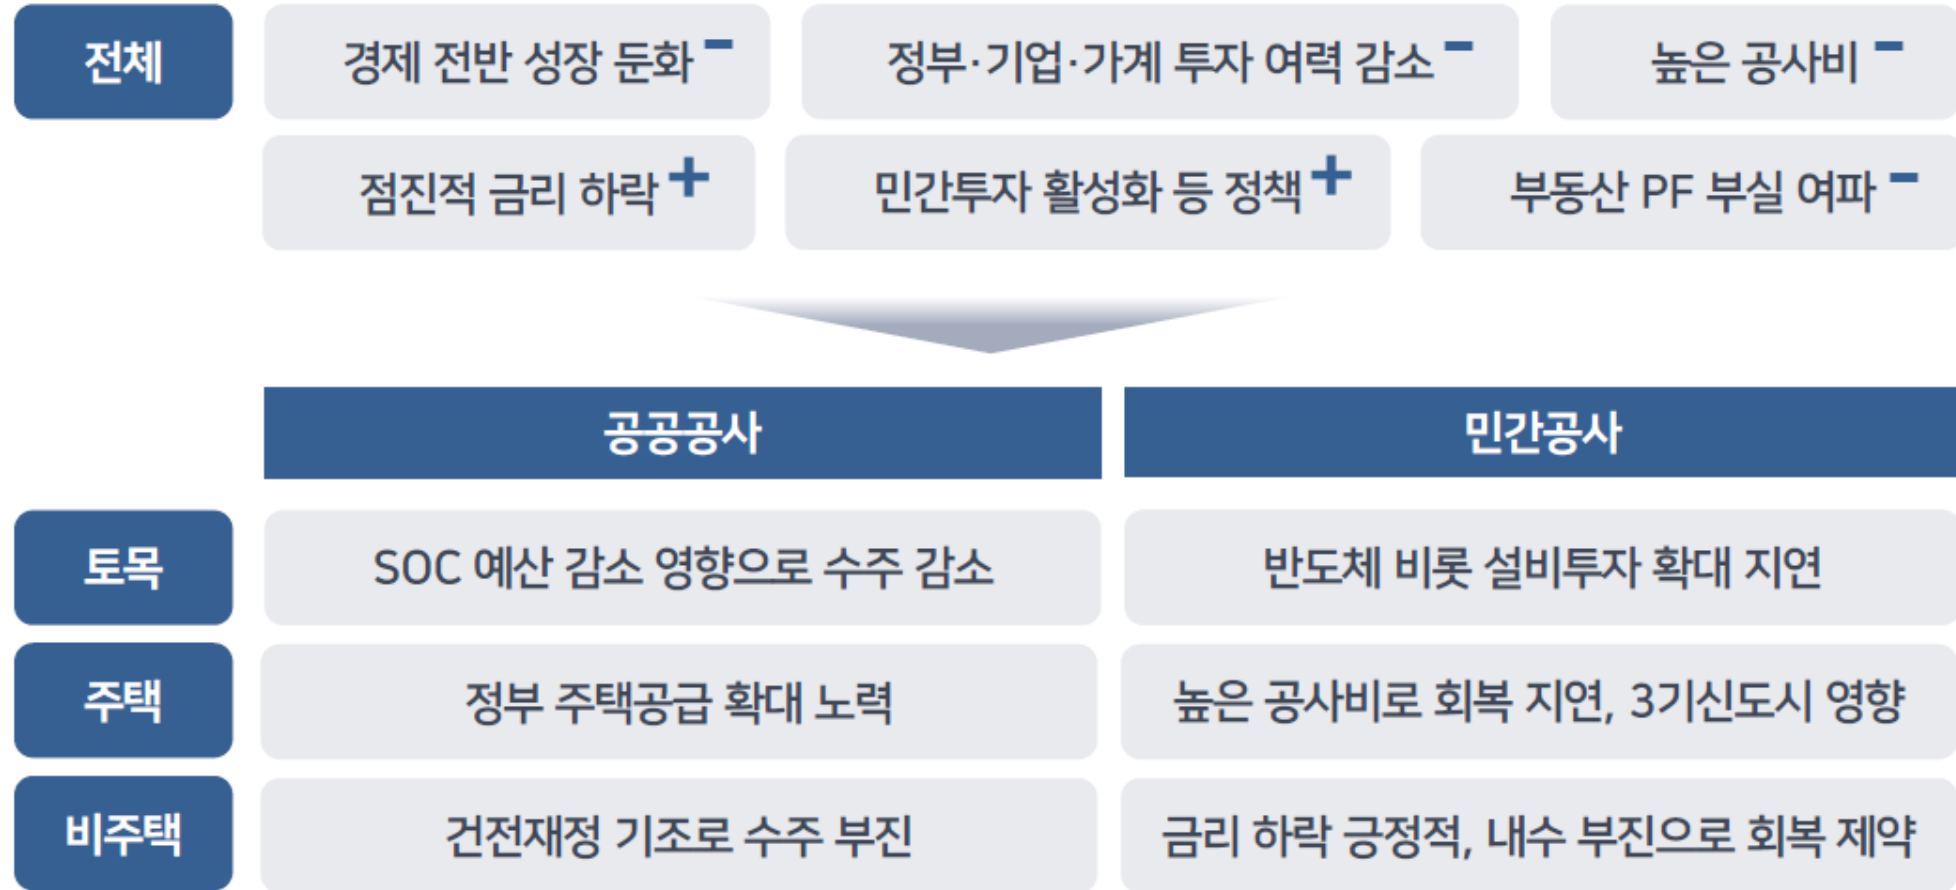 전체 경제 전반 성장 둔화 - 정부·기업·가계 투자 여력 감소 - 높은 공사비 -
점진적 금리 하락 + 민간투자 활성화 등 정책 + 부동산 PF 부실 여파 -
공공공사 민간공사
토목 SOC 예산 감소 영향으로 수주 감소 반도체 비롯 설비투자 확대 지연
주택 정부 주택공급 확대 노력 높은 공사비로 회복 지연, 3기신도시 영향
비주택 건전재정 기조로 수주 부진 금리 하락 긍정적, 내수 부진으로 회복 제약